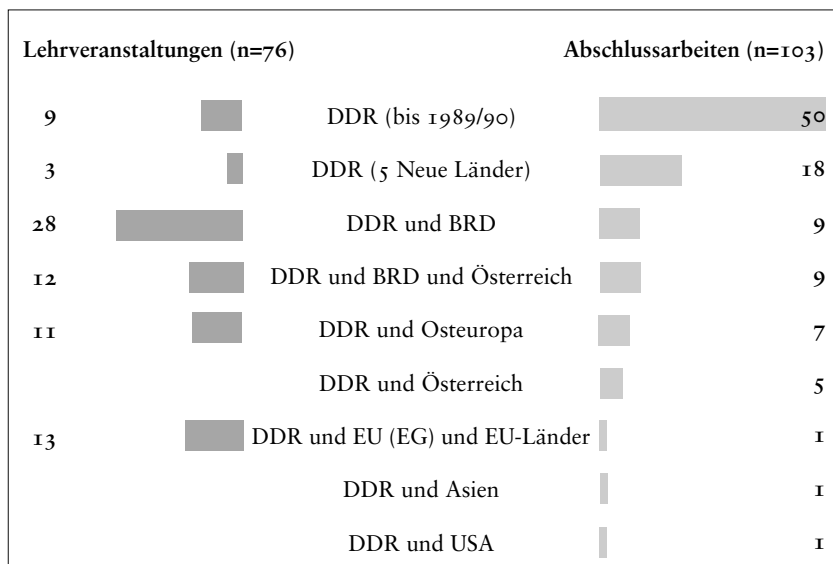 Lehrveranstaltungen (n=76) Abschlussarbeiten (n=103)
9 DDR (bis 1989/90) 50
3 DDR (5 Neue Länder) 18
28 DDR und BRD 9
12 DDR und BRD und Österreich 9
11 DDR und Osteuropa 7
DDR und Österreich 5
13 DDR und EU (EG) und EU-Länder 1
DDR und Asien 1
DDR und USA 1